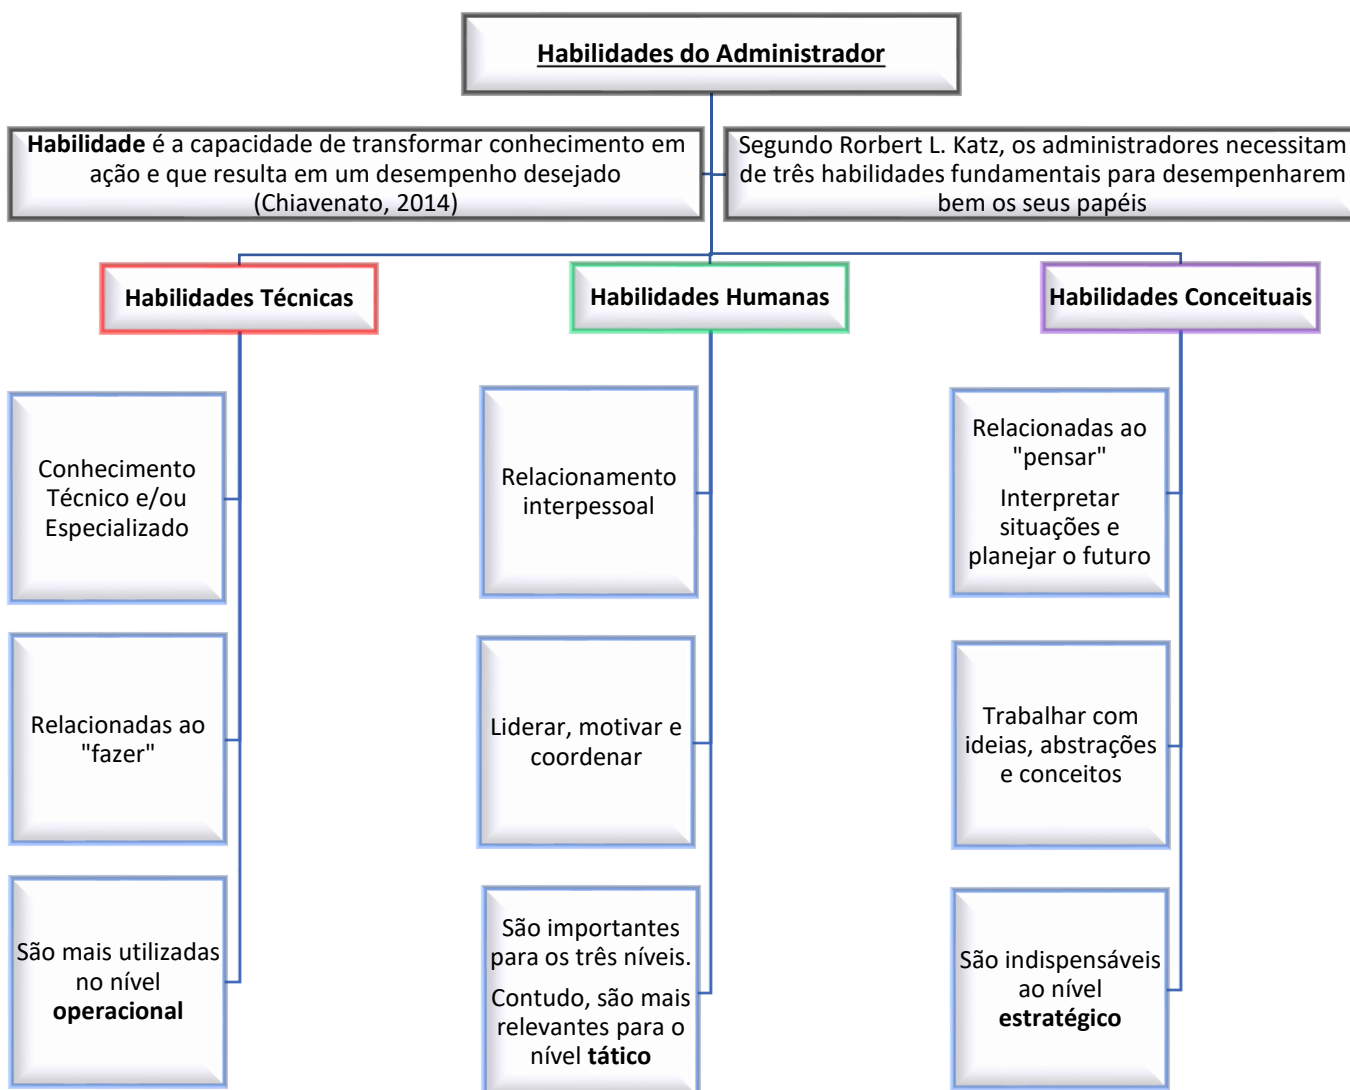 Habilidades do Administrador
Habilidade é a capacidade de transformar conhecimento em
ação e que resulta em um desempenho desejado
(Chiavenato, 2014)
Segundo Rorbert L. Katz, os administradores necessitam
de três habilidades fundamentais para desempenharem
bem os seus papéis
Habilidades Técnicas
Conhecimento
Técnico e/ou
Especializado
Relacionadas ao
"fazer"
São mais utilizadas
no nível
operacional
Habilidades Humanas
Relacionamento
interpessoal
Liderar, motivar e
coordenar
São importantes
para os três níveis.
Contudo, são mais
relevantes para o
nível tático
Habilidades Conceituais
Relacionadas ao
"pensar"
Interpretar
situações e
planejar o futuro
Trabalhar com
ideias, abstrações
e conceitos
São indispensáveis
ao nível
estratégico